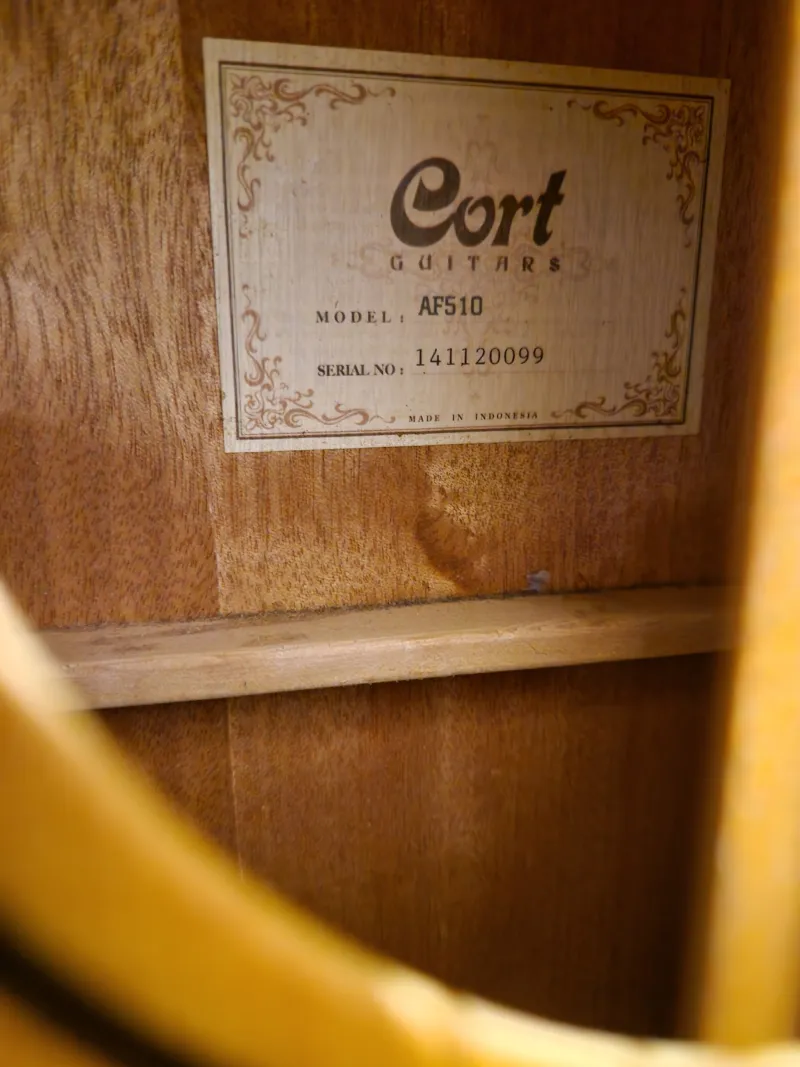 Cort
GUITARS
MODEL : AF510
SERIAL NO : 141120099
MADE IN INDONESIA